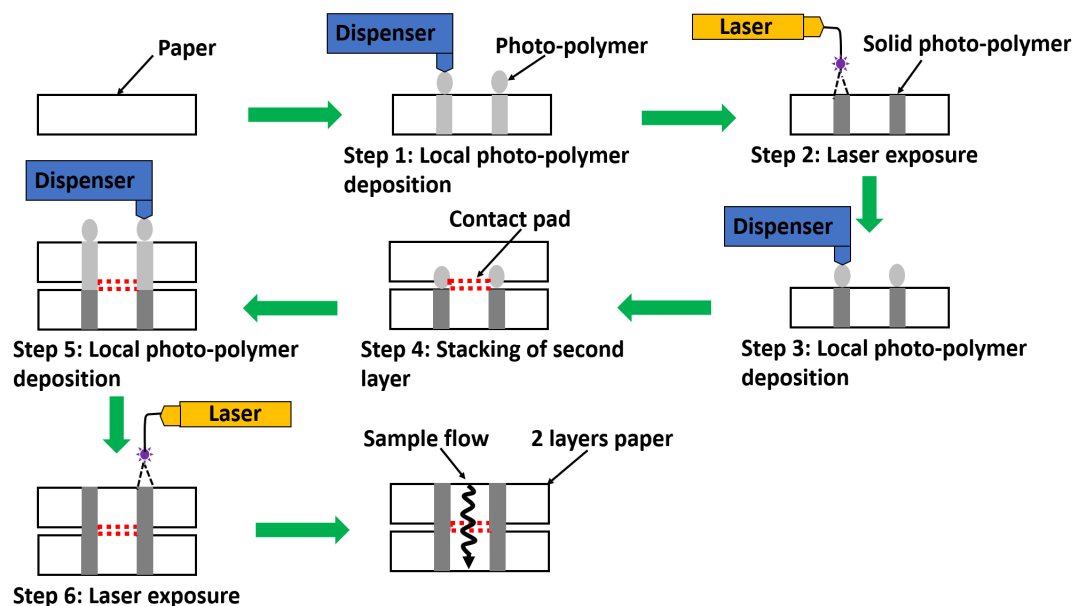 Paper
Dispenser
Photo-polymer
Step 1: Local photo-polymer
deposition
Laser
Solid photo-polymer
Step 2: Laser exposure
Dispenser
Step 3: Local photo-polymer
deposition
Contact pad
Step 4: Stacking of second
layer
Dispenser
Step 5: Local photo-polymer
deposition
Laser
Step 6: Laser exposure
Sample flow
2 layers paper